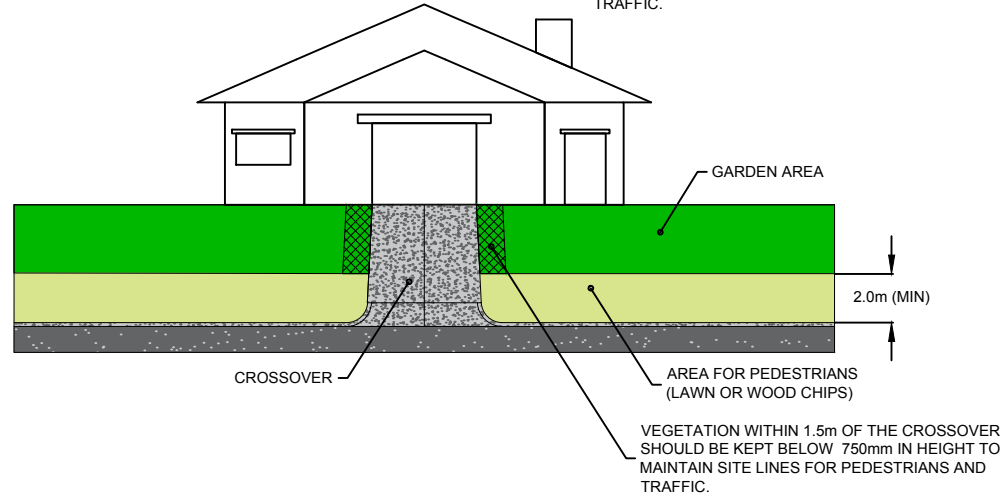 TRAFFIC.
GARDEN AREA
2.0m (MIN)
CROSSOVER
AREA FOR PEDESTRIANS
(LAWN OR WOOD CHIPS)
VEGETATION WITHIN 1.5m OF THE CROSSOVER
SHOULD BE KEPT BELOW 750mm IN HEIGHT TO
MAINTAIN SITE LINES FOR PEDESTRIANS AND
TRAFFIC.